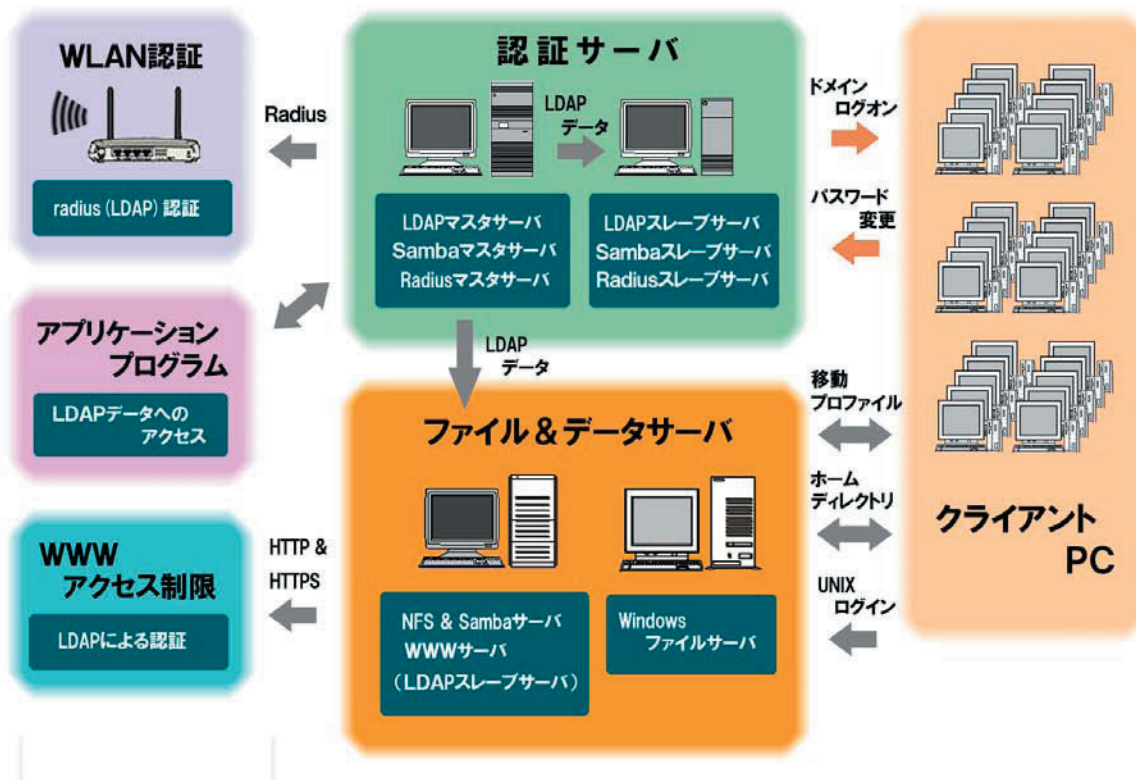 WLAN認証
radius (LDAP) 認証
Radius
認証サーバ
LDAP
データ
LDAPマスタサーバ
Sambaマスタサーバ
Radiusマスタサーバ
LDAPスレーブサーバ
Sambaスレーブサーバ
Radiusスレーブサーバ
ドメイン
ログオン
パスワード
変更
アプリケーション
プログラム
LDAPデータへの
アクセス
LDAP
データ
ファイル&データサーバ
NFS & Sambaサーバ
WWWサーバ
(LDAPスレーブサーバ)
Windows
ファイルサーバ
移動
プロファイル
ホーム
ディレクトリ
UNIX
ログイン
クライアント
PC
WWW
アクセス制限
LDAPによる認証
HTTP &
HTTPS